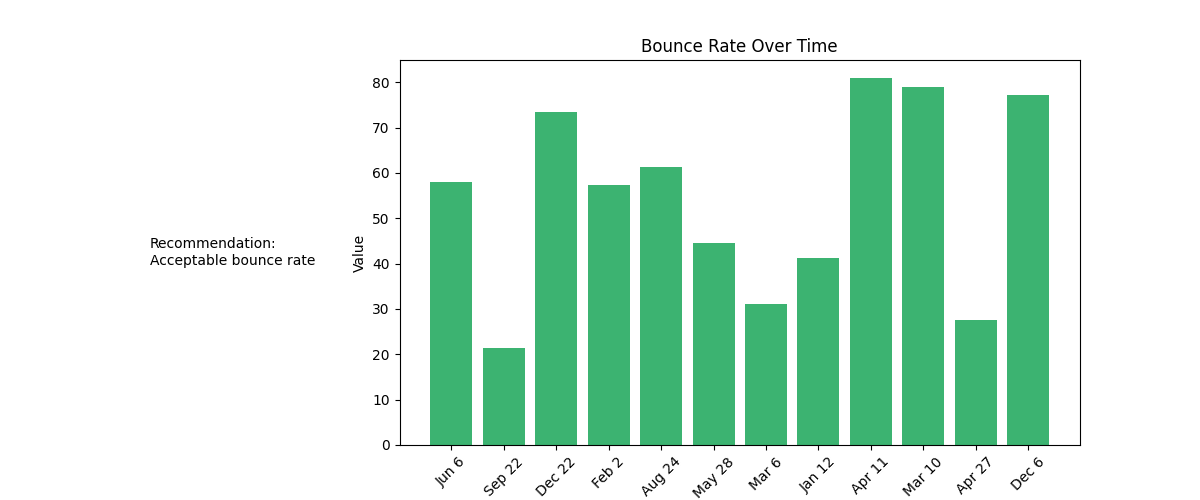 Bounce Rate Over Time
80
70
60
50
40
30
20
10
0
Value
Recommendation:
Acceptable bounce rate
Jun 6
Sep 22
Dec 22
Feb 2
Aug 24
May 28
Mar 6
Jan 12
Apr 11
Mar 10
Apr 27
Dec 6